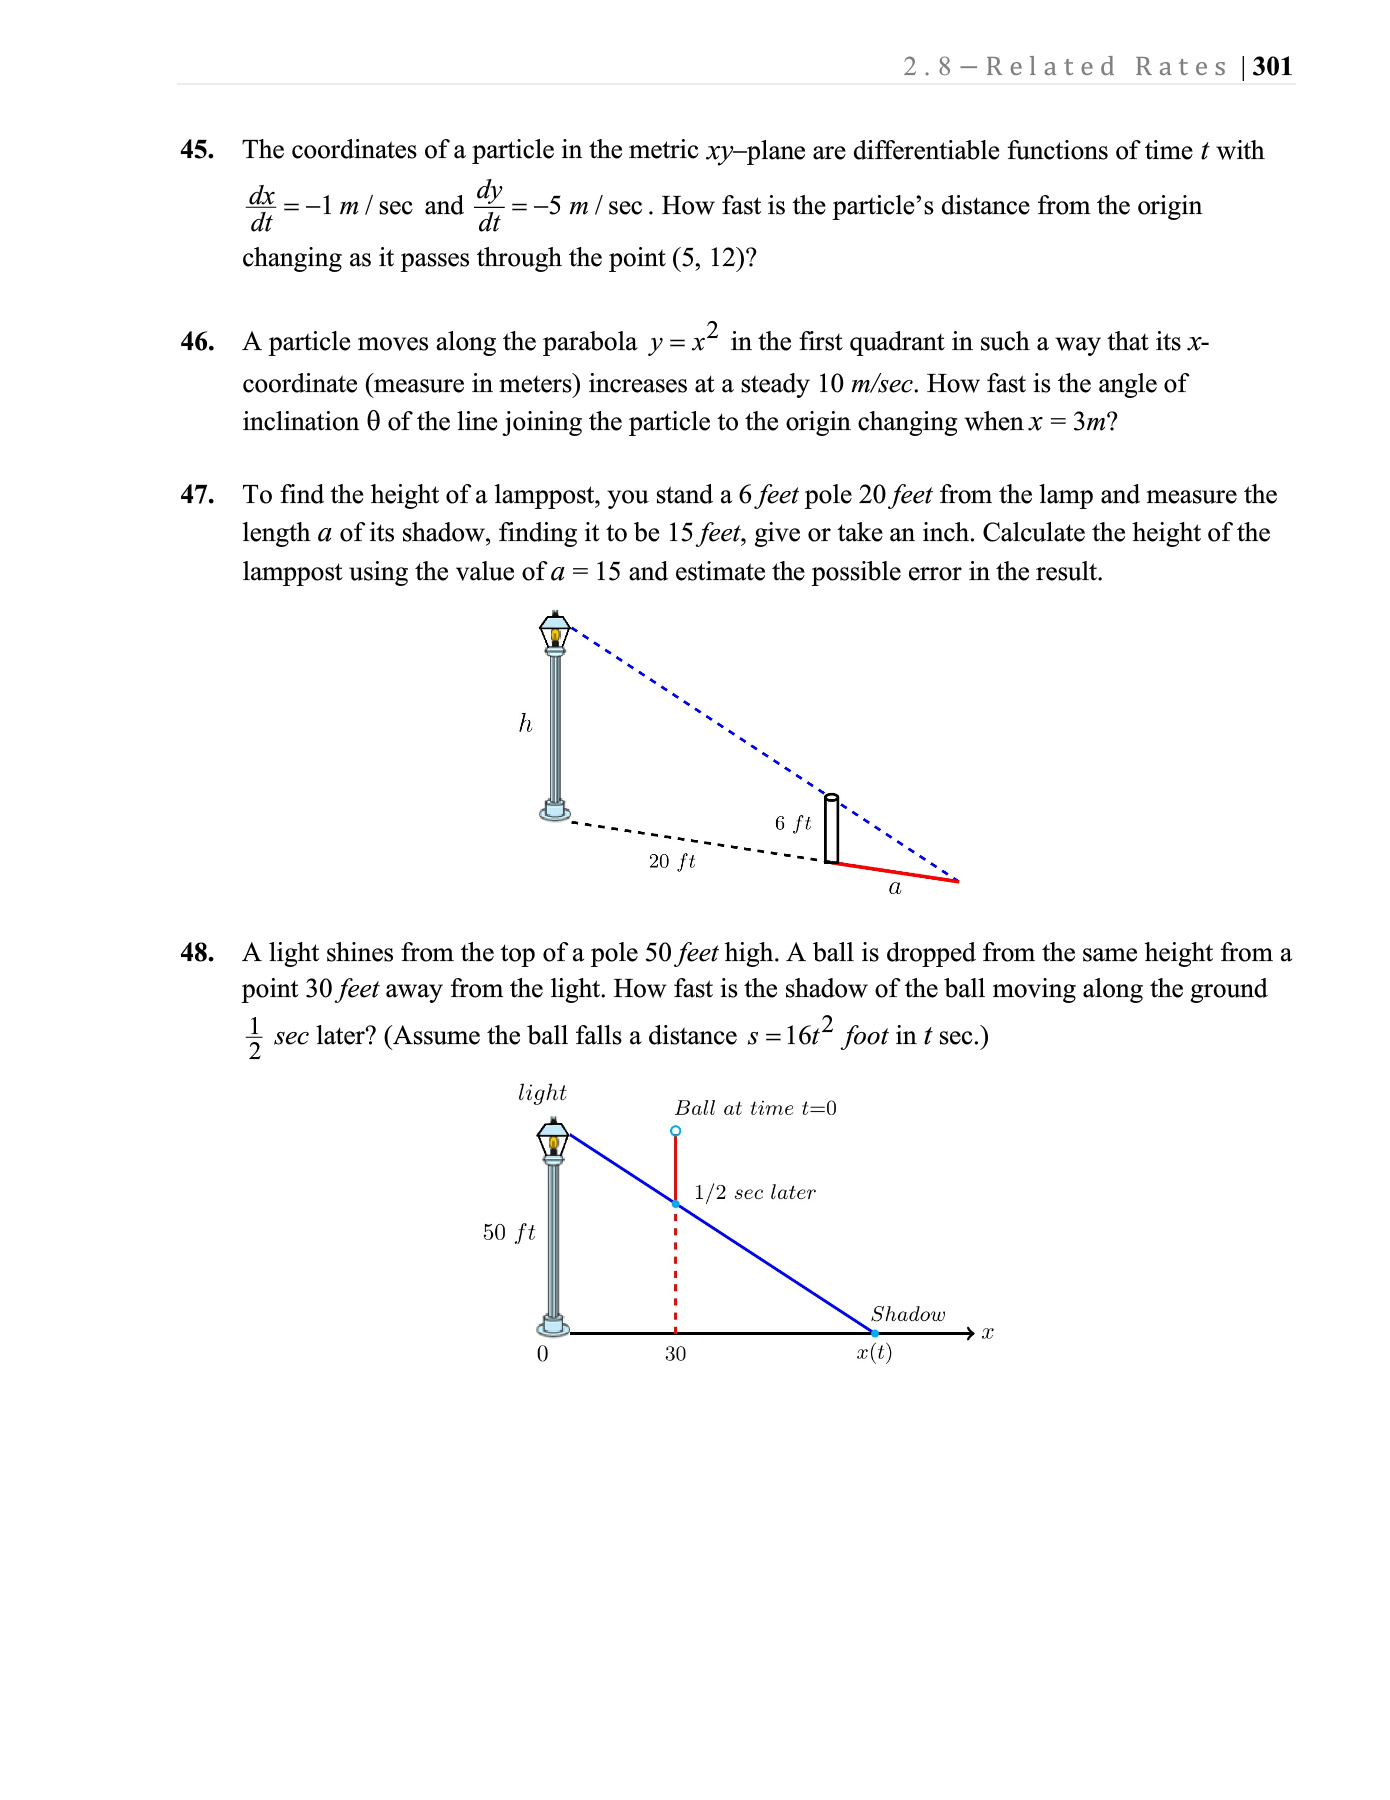 2.8 – Related Rates | 301
45. The coordinates of a particle in the metric xy–plane are differentiable functions of time t with
dx/dt = −1 m / sec and dy/dt = −5 m / sec . How fast is the particle's distance from the origin
changing as it passes through the point (5, 12)?
46. A particle moves along the parabola y = x² in the first quadrant in such a way that its x-
coordinate (measure in meters) increases at a steady 10 m/sec. How fast is the angle of
inclination θ of the line joining the particle to the origin changing when x = 3m?
47. To find the height of a lamppost, you stand a 6 feet pole 20 feet from the lamp and measure the
length a of its shadow, finding it to be 15 feet, give or take an inch. Calculate the height of the
lamppost using the value of a = 15 and estimate the possible error in the result.
h
6 ft
20 ft
a
48. A light shines from the top of a pole 50 feet high. A ball is dropped from the same height from a
point 30 feet away from the light. How fast is the shadow of the ball moving along the ground
1/2 sec later? (Assume the ball falls a distance s = 16t² foot in t sec.)
light
Ball at time t=0
1/2 sec later
50 ft
Shadow
x
0 30 x(t)